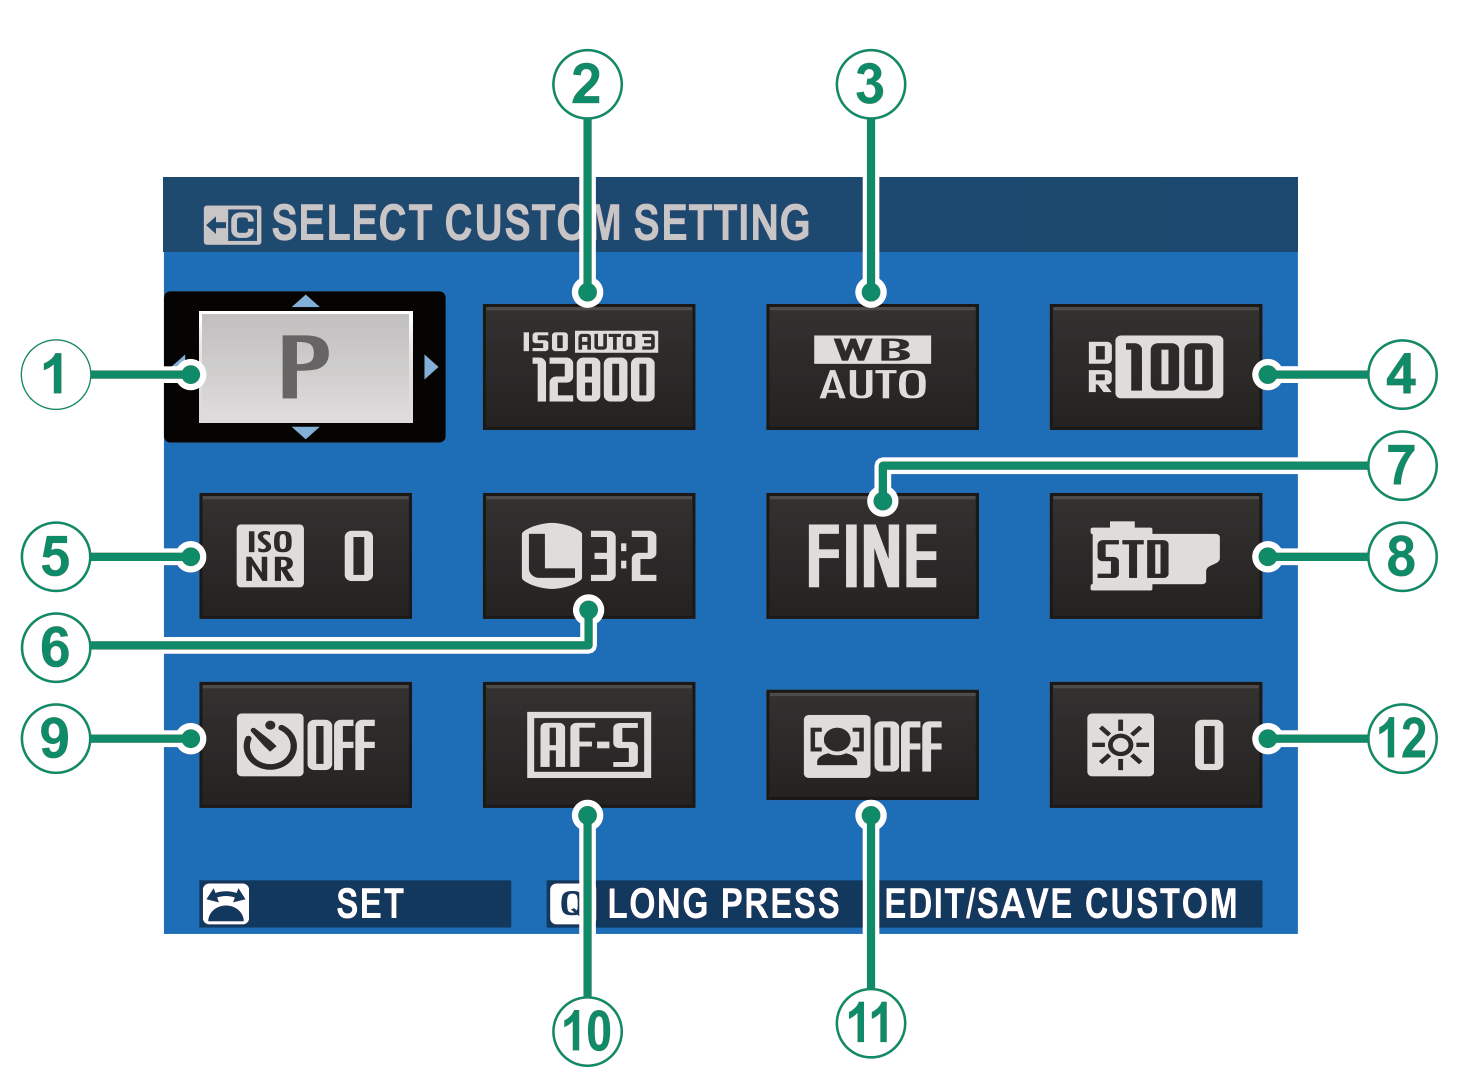 2 3
C SELECT CUSTOM SETTING
1 P
ISO AUTO 3
12800
WB
AUTO
DR 100 4
7
5 ISO
NR 0
L 3:2
FINE
STD 8
6
9 OFF
AF-S
OFF
0 12
SET
Q LONG PRESS EDIT/SAVE CUSTOM
10 11